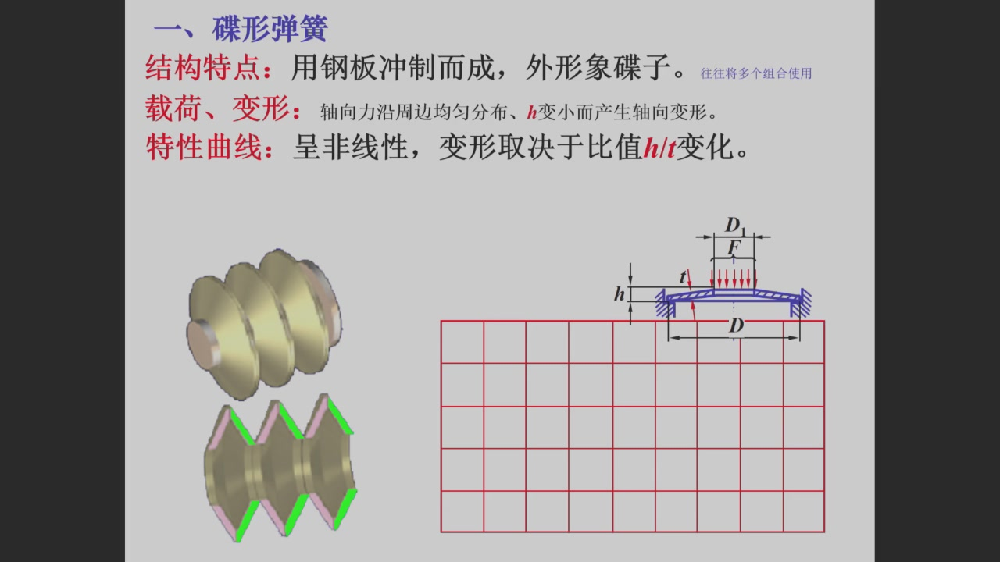 一、碟形弹簧
结构特点：用钢板冲制而成，外形象碟子。往往将多个组合使用
载荷、变形：轴向力沿周边均匀分布、h变小而产生轴向变形。
特性曲线：呈非线性，变形取决于比值h/t变化。
D₁
F
t
h
D